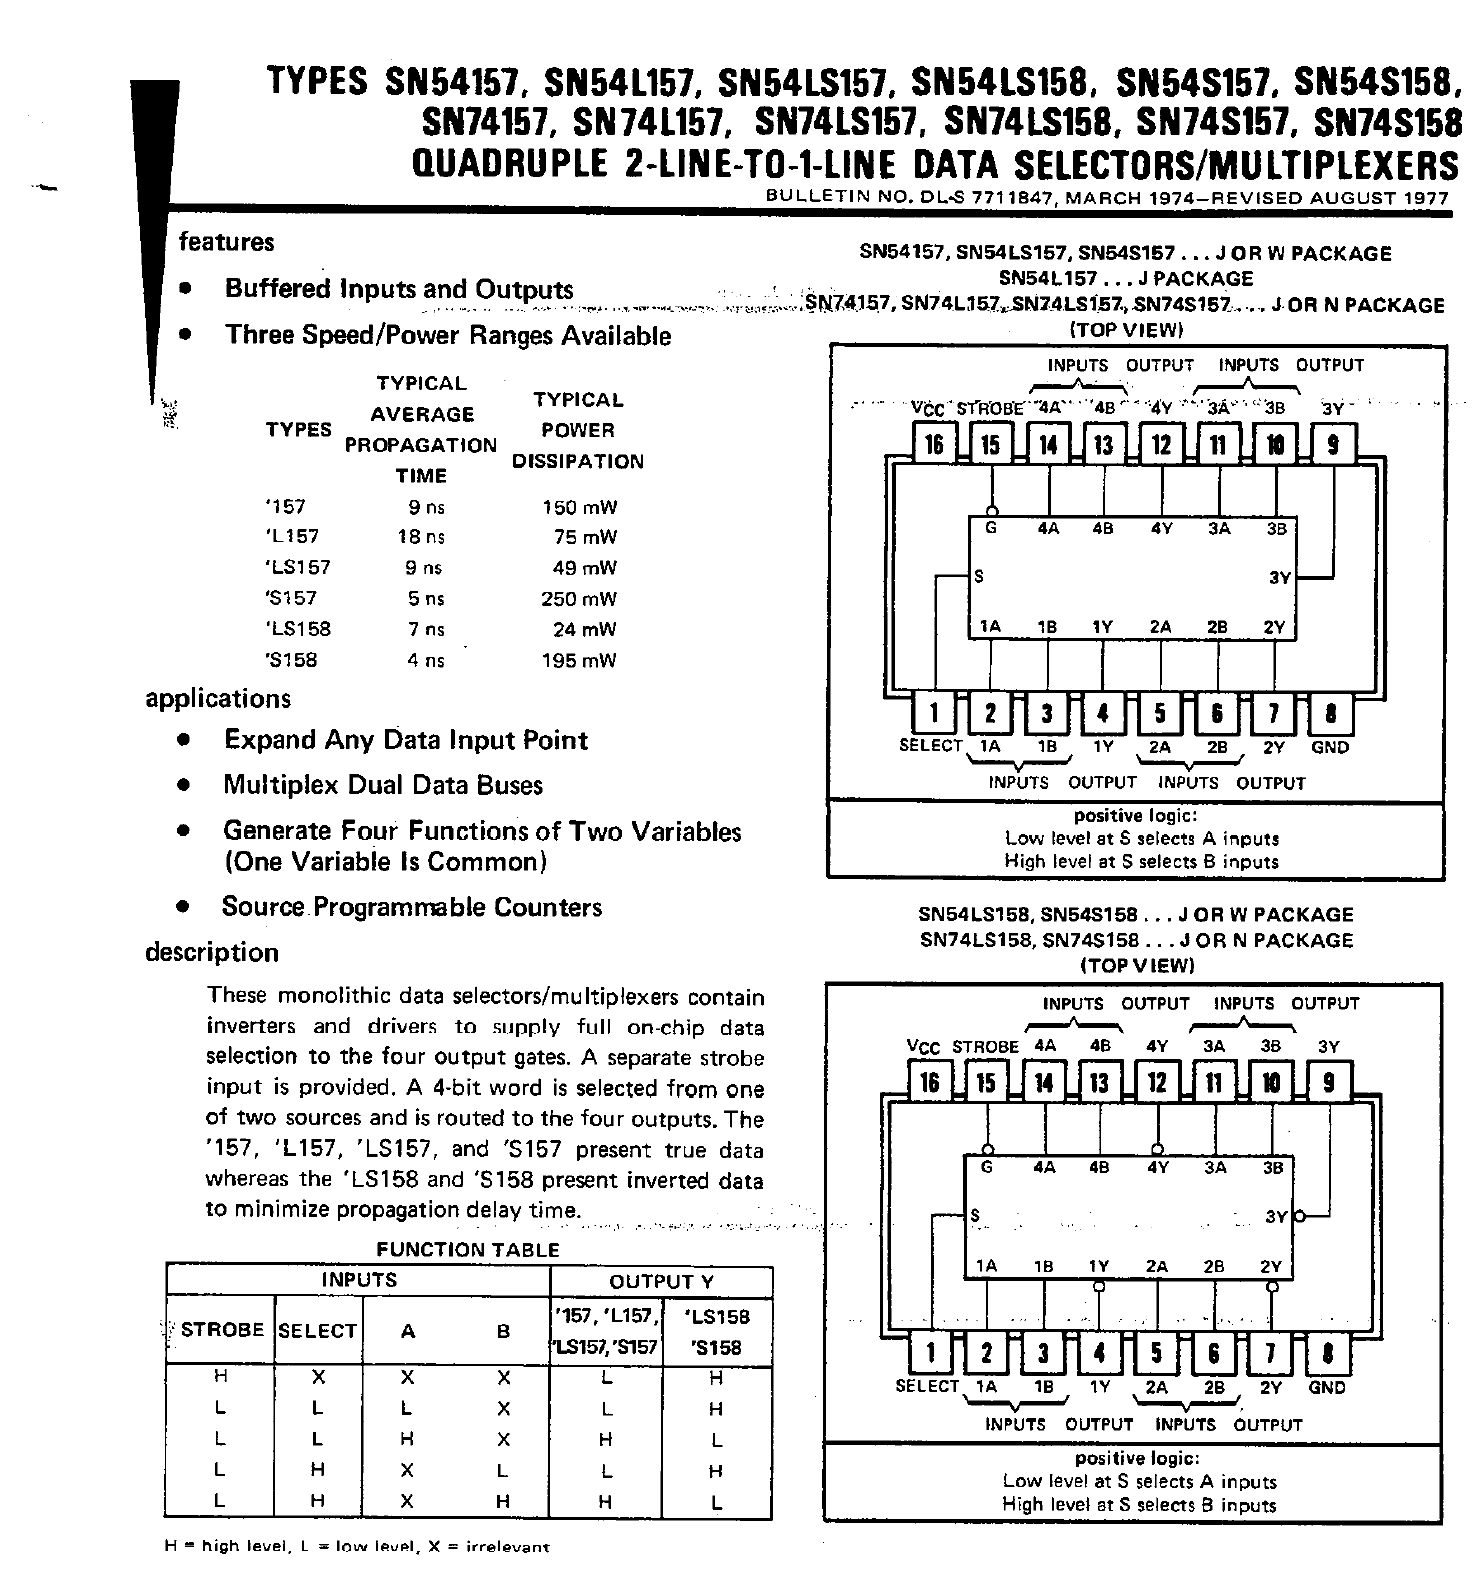 TYPES SN54157, SN54L157, SN54LS157, SN54LS158, SN54S157, SN54S158,
SN74157, SN74L157, SN74LS157, SN74LS158, SN74S157, SN74S158
QUADRUPLE 2-LINE-TO-1-LINE DATA SELECTORS/MULTIPLEXERS
BULLETIN NO. DL-S 7711847, MARCH 1974–REVISED AUGUST 1977
features
• Buffered Inputs and Outputs
• Three Speed/Power Ranges Available
TYPES TYPICAL AVERAGE PROPAGATION TIME TYPICAL POWER DISSIPATION
'157 9 ns 150 mW
'L157 18 ns 75 mW
'LS157 9 ns 49 mW
'S157 5 ns 250 mW
'LS158 7 ns 24 mW
'S158 4 ns 195 mW
applications
• Expand Any Data Input Point
• Multiplex Dual Data Buses
• Generate Four Functions of Two Variables
(One Variable Is Common)
• Source Programmable Counters
description
These monolithic data selectors/multiplexers contain
inverters and drivers to supply full on-chip data
selection to the four output gates. A separate strobe
input is provided. A 4-bit word is selected from one
of two sources and is routed to the four outputs. The
'157, 'L157, 'LS157, and 'S157 present true data
whereas the 'LS158 and 'S158 present inverted data
to minimize propagation delay time.
FUNCTION TABLE
INPUTS OUTPUT Y
STROBE SELECT A B '157, 'L157, 'LS157, 'S157 'LS158 'S158
H X X X L H
L L L X L H
L L H X H L
L H X L L H
L H X H H L
H = high level, L = low level, X = irrelevant
SN54157, SN54LS157, SN54S157 . . . J OR W PACKAGE
SN54L157 . . . J PACKAGE
SN74157, SN74L157, SN74LS157, SN74S157 . . . J OR N PACKAGE
(TOP VIEW)
INPUTS OUTPUT INPUTS OUTPUT
VCC STROBE 4A 4B 4Y 3A 3B 3Y
16 15 14 13 12 11 10 9
G 4A 4B 4Y 3A 3B
S 3Y
1A 1B 1Y 2A 2B 2Y
1 2 3 4 5 6 7 8
SELECT 1A 1B 1Y 2A 2B 2Y GND
INPUTS OUTPUT INPUTS OUTPUT
positive logic:
Low level at S selects A inputs
High level at S selects B inputs
SN54LS158, SN54S158 . . . J OR W PACKAGE
SN74LS158, SN74S158 . . . J OR N PACKAGE
(TOP VIEW)
INPUTS OUTPUT INPUTS OUTPUT
VCC STROBE 4A 4B 4Y 3A 3B 3Y
16 15 14 13 12 11 10 9
G 4A 4B 4Y 3A 3B
S 3Y
1A 1B 1Y 2A 2B 2Y
1 2 3 4 5 6 7 8
SELECT 1A 1B 1Y 2A 2B 2Y GND
INPUTS OUTPUT INPUTS OUTPUT
positive logic:
Low level at S selects A inputs
High level at S selects B inputs